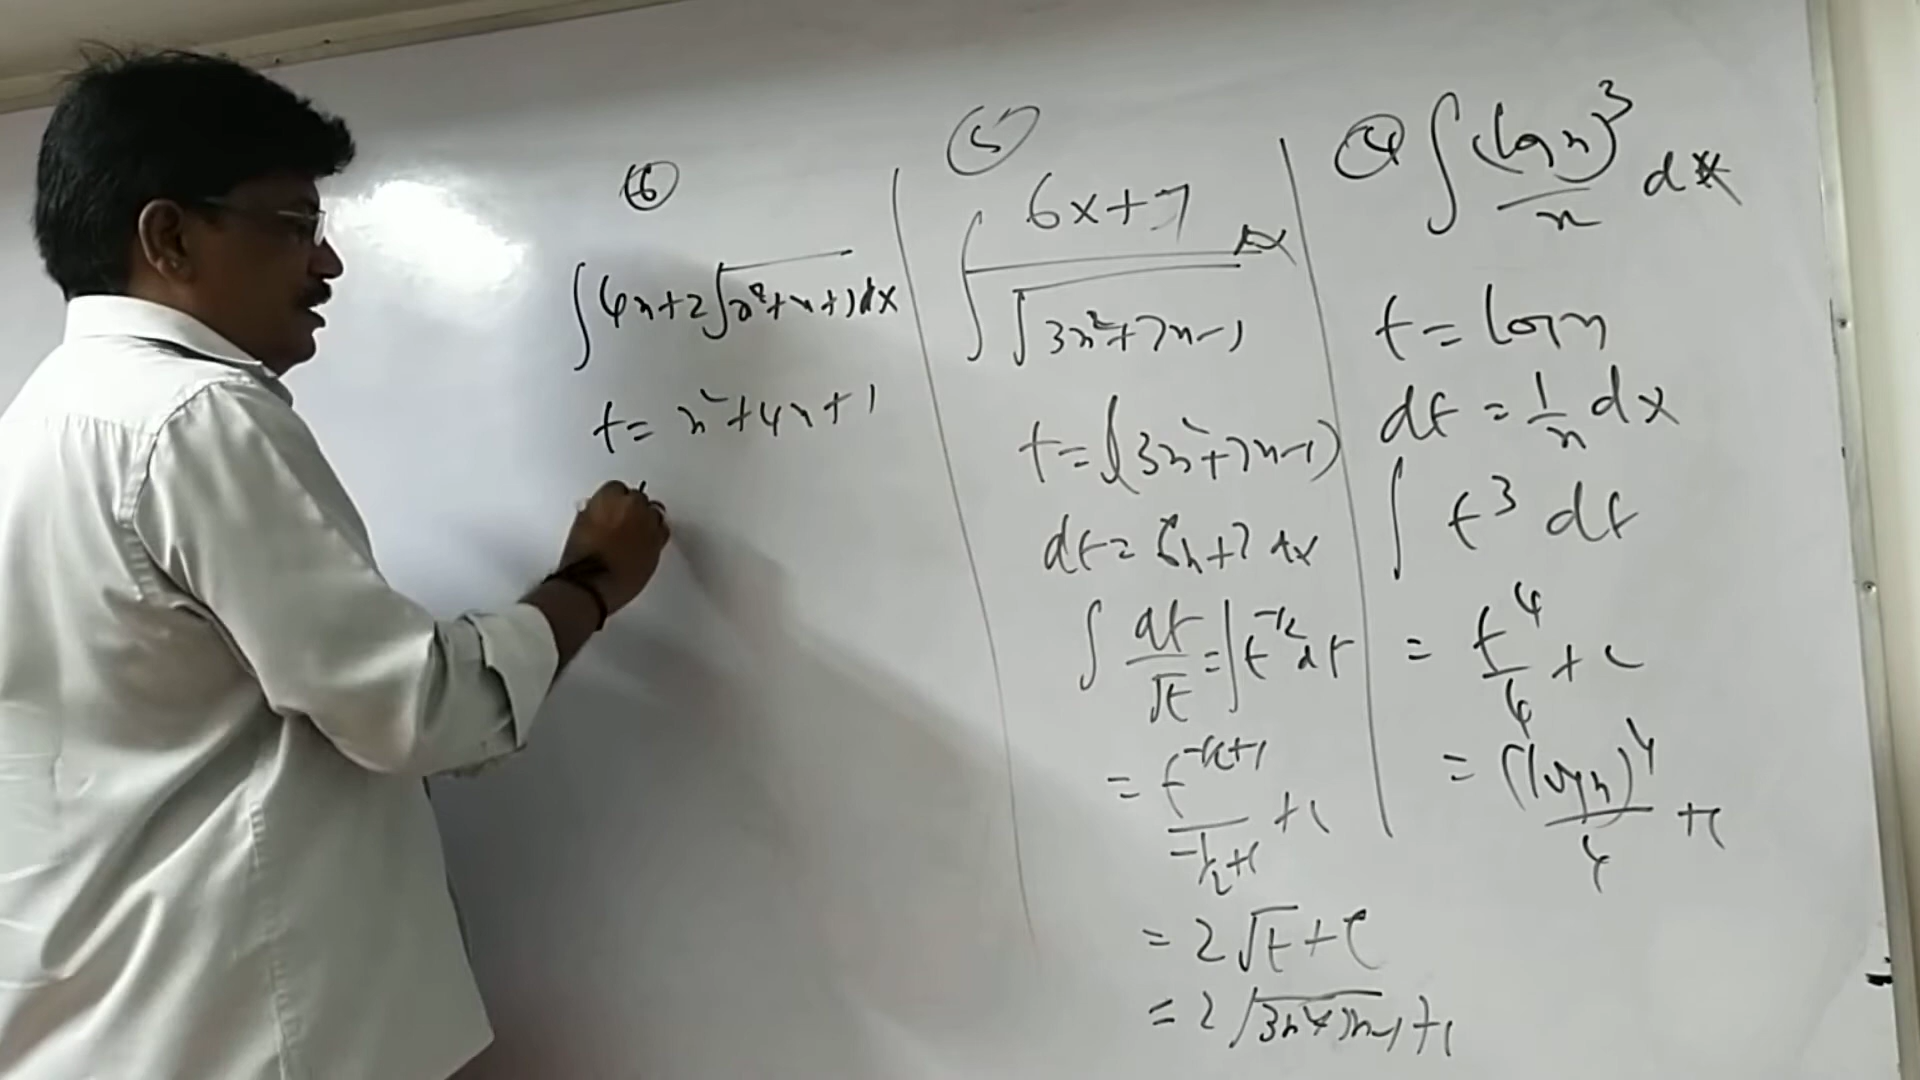 6
∫ 4x+2 √x²+x+1 dx
t = x²+4x+1
5
∫ 6x+7 / √3x²+7x-1 dx
t = (3x²+7x-1)
dt = 6x+7 dx
∫ dt/√t = ∫ t^-1/2 dt
= t^-1/2+1 / -1/2+1 + c
= 2√t + c
= 2√3x²+7x-1 + c
4 ∫ (log x)³ / x dx
t = log x
dt = 1/x dx
∫ t³ dt
= t⁴/4 + c
= (log x)⁴/4 + c